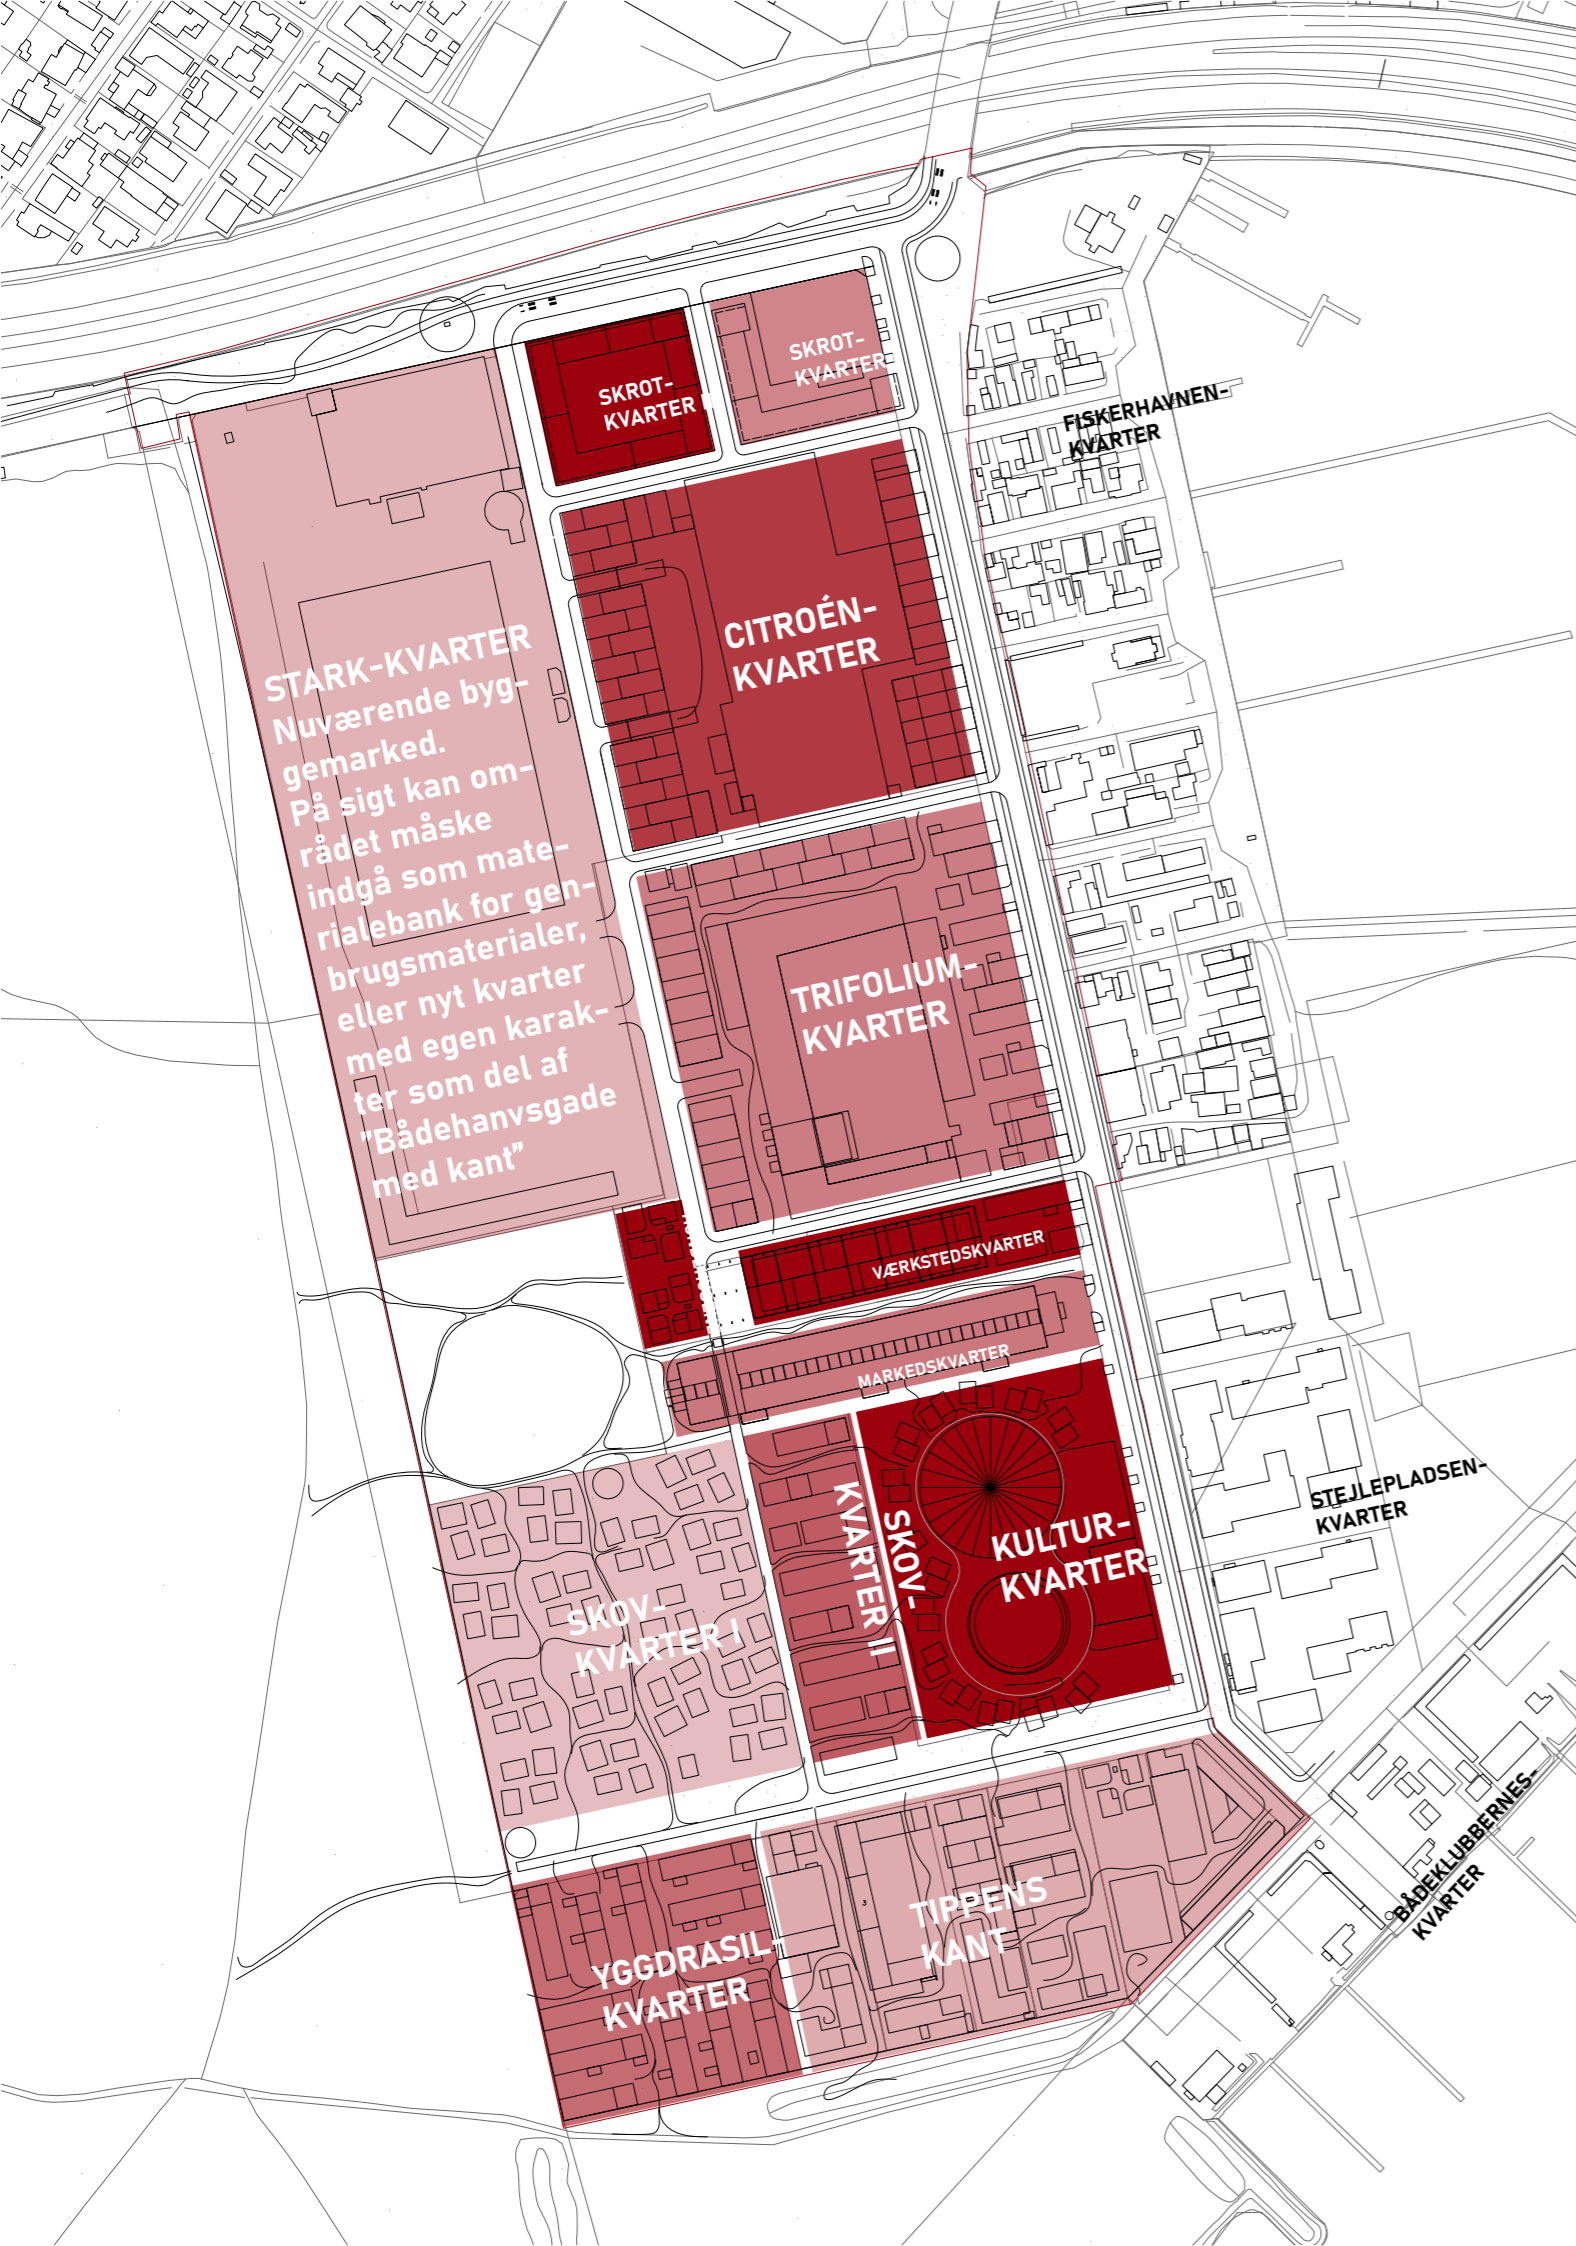 SKROT-
KVARTER I
SKROT-
KVARTER
FISKERHAVNEN-
KVARTER
CITROÉN-
KVARTER
STARK-KVARTER
Nuværende byg-
gemarked.
På sigt kan om-
rådet måske
indgå som mate-
rialebank for gen-
brugsmaterialer,
eller nyt kvarter
med egen karak-
ter som del af
"Bådehanvsgade
med kant"
TRIFOLIUM-
KVARTER
VÆRKSTEDSKVARTER
MARKEDSKVARTER
SKOV-
KVARTER II
KULTUR-
KVARTER
STEJLEPLADSEN-
KVARTER
SKOV-
KVARTER I
BÅDEKLUBBERNES-
KVARTER
TIPPENS
KANT
YGGDRASIL-
KVARTER